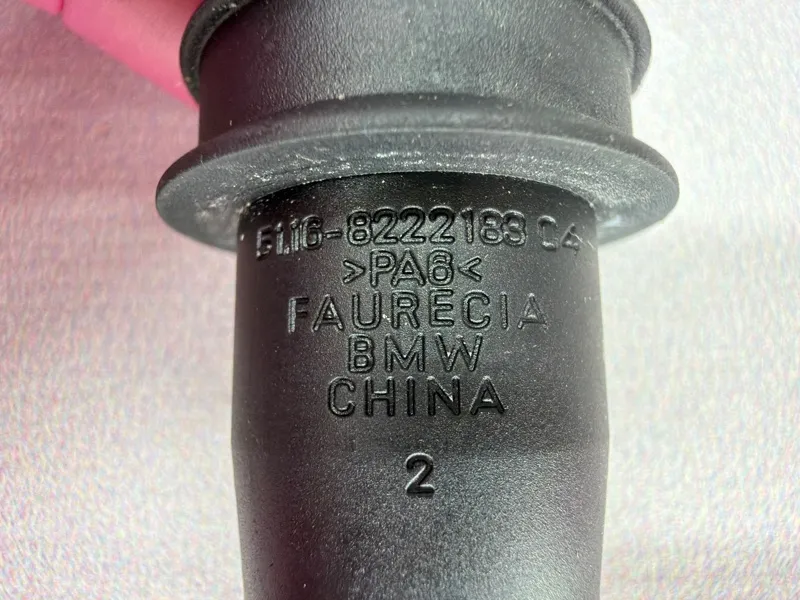 51.16-8222183 C4
>PA6<
FAURECIA
BMW
CHINA
2